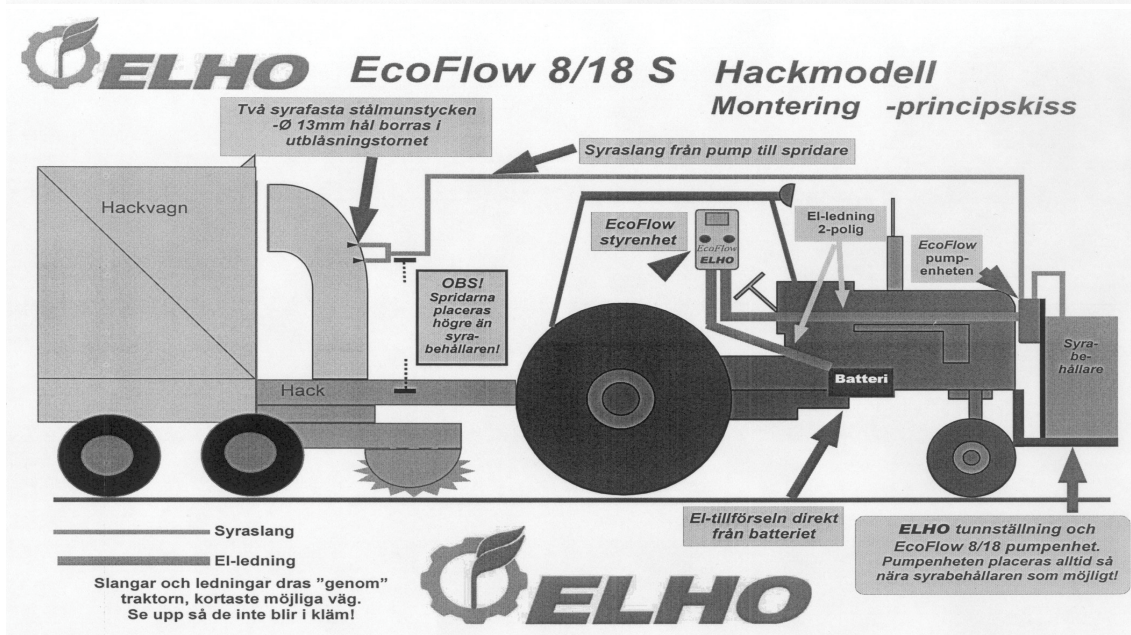 ELHO
EcoFlow 8/18 S Hackmodell
Montering -principskiss
Två syrafasta stålmunstycken
-Ø 13mm hål borras i
utblåsningstornet
Syraslang från pump till spridare
Hackvagn
EcoFlow
styrenhet
EcoFlow
ELHO
El-ledning
2-polig
EcoFlow
pump-
enheten
OBS!
Spridarna
placeras
högre än
syra-
behållaren!
Syra-
be-
hållare
Hack
Batteri
El-tillförseln direkt
från batteriet
ELHO tunnställning och
EcoFlow 8/18 pumpenhet.
Pumpenheten placeras alltid så
nära syrabehållaren som möjligt!
Syraslang
El-ledning
Slangar och ledningar dras "genom"
traktorn, kortaste möjliga väg.
Se upp så de inte blir i kläm!
ELHO